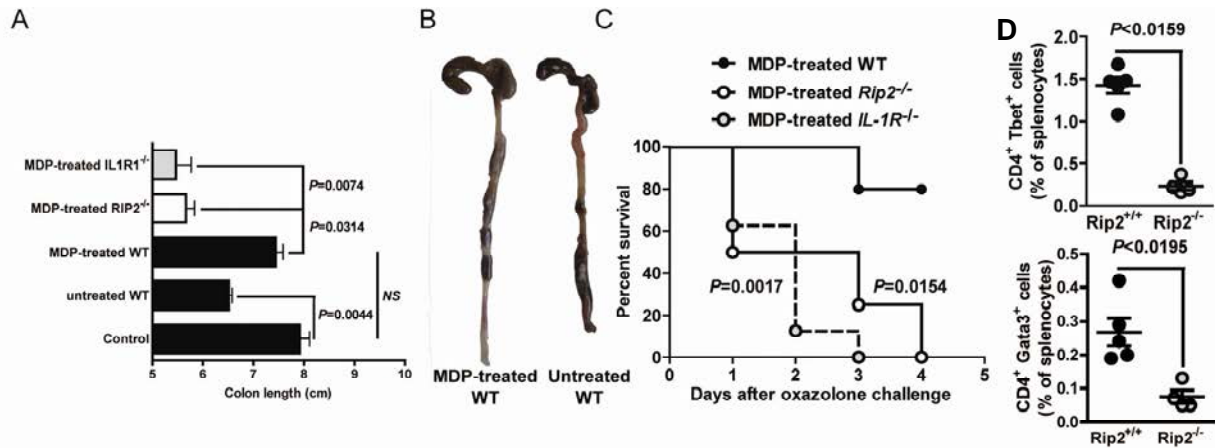 A
MDP-treated IL1R1-/-
MDP-treated RIP2-/-
MDP-treated WT
untreated WT
Control
P=0.0074
P=0.0314
P=0.0044
NS
5 6 7 8 9 10
Colon length (cm)
B
MDP-treated
WT
Untreated
WT
C
MDP-treated WT
MDP-treated Rip2-/-
MDP-treated IL-1R-/-
Percent survival
100
80
60
40
20
0
P=0.0017
P=0.0154
0 1 2 3 4 5
Days after oxazolone challenge
D
P<0.0159
CD4+ Tbet+ cells
(% of splenocytes)
2.0
1.5
1.0
0.5
0.0
Rip2+/+ Rip2-/-
P<0.0195
CD4+ Gata3+ cells
(% of splenocytes)
0.5
0.4
0.3
0.2
0.1
0.0
Rip2+/+ Rip2-/-